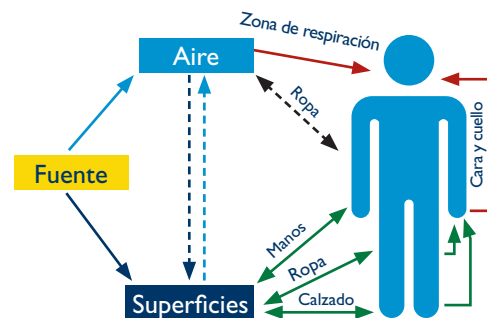 Zona de respiración
Aire
Ropa
Cara y cuello
Fuente
Manos
Ropa
Superficies
Calzado